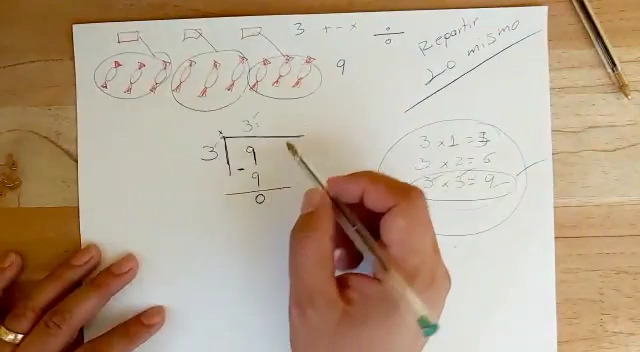 3 + - × ÷
9
Repartir
Lo mismo
3
3 9
- 9
0
3 × 1 = 3
3 × 2 = 6
3 × 3 = 9